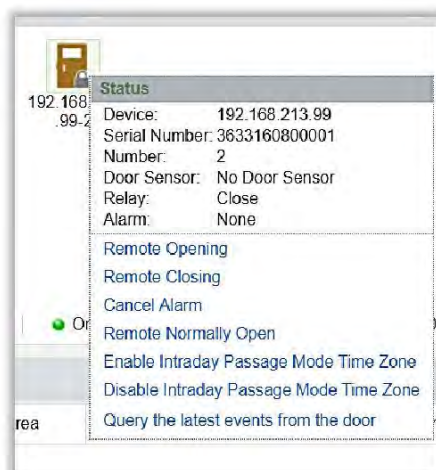 192.168
.99-2
Status
Device: 192.168.213.99
Serial Number: 3633160800001
Number: 2
Door Sensor: No Door Sensor
Relay: Close
Alarm: None
Remote Opening
Remote Closing
Cancel Alarm
Remote Normally Open
Enable Intraday Passage Mode Time Zone
Disable Intraday Passage Mode Time Zone
Query the latest events from the door